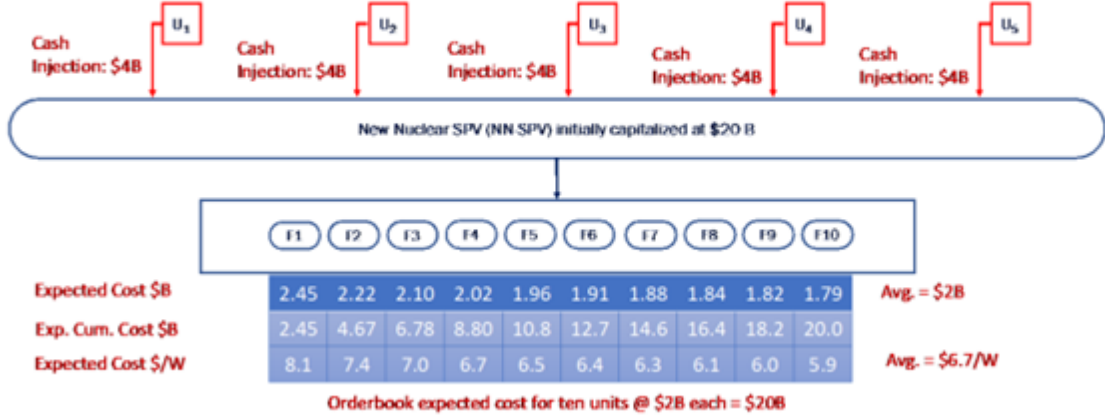 U1 U2 U3 U4 U5
Cash Injection: $4B
Cash Injection: $4B
Cash Injection: $4B
Cash Injection: $4B
Cash Injection: $4B
New Nuclear SPV (NN-SPV) initially capitalized at $20 B
F1 F2 F3 F4 F5 F6 F7 F8 F9 F10
Expected Cost $B 2.45 2.22 2.10 2.02 1.96 1.91 1.88 1.84 1.82 1.79 Avg. = $2B
Exp. Cum. Cost $B 2.45 4.67 6.78 8.80 10.8 12.7 14.6 16.4 18.2 20.0
Expected Cost $/W 8.1 7.4 7.0 6.7 6.5 6.4 6.3 6.1 6.0 5.9 Avg. = $6.7/W
Orderbook expected cost for ten units @ $2B each = $20B